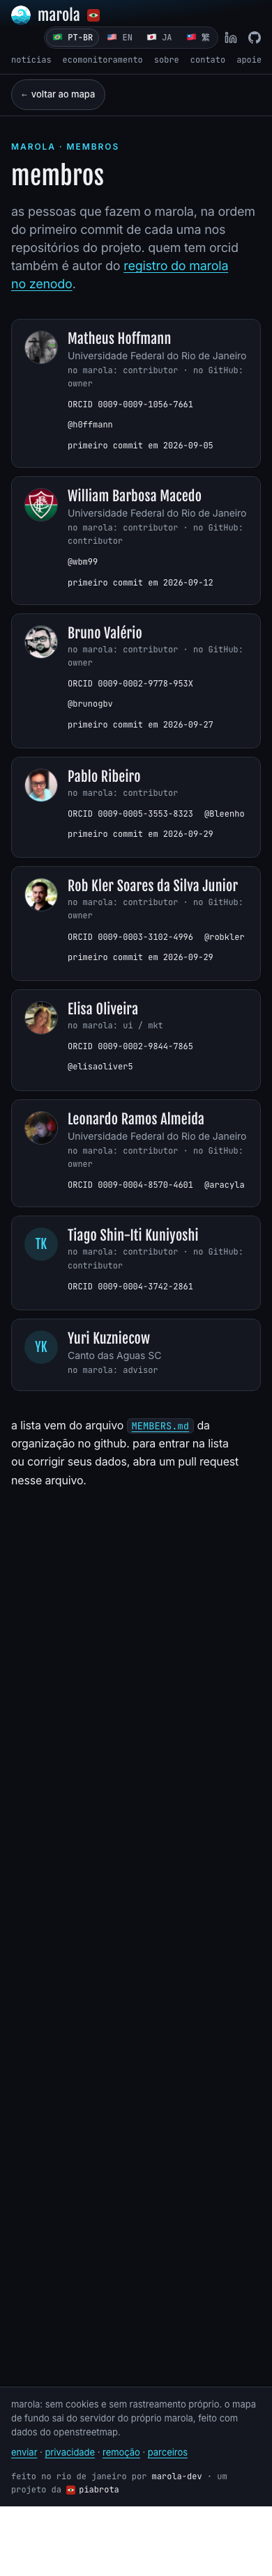 marola
PT-BR EN JA 繁
notícias ecomonitoramento sobre contato apoie
← voltar ao mapa
MAROLA · MEMBROS
membros
as pessoas que fazem o marola, na ordem
do primeiro commit de cada uma nos
repositórios do projeto. quem tem orcid
também é autor do registro do marola
no zenodo.
Matheus Hoffmann
Universidade Federal do Rio de Janeiro
no marola: contributor · no GitHub:
owner
ORCID 0009-0009-1056-7661
@h0ffmann
primeiro commit em 2026-09-05
William Barbosa Macedo
Universidade Federal do Rio de Janeiro
no marola: contributor · no GitHub:
contributor
@wbm99
primeiro commit em 2026-09-12
Bruno Valério
no marola: contributor · no GitHub:
owner
ORCID 0009-0002-9778-953X
@brunogbv
primeiro commit em 2026-09-27
Pablo Ribeiro
no marola: contributor
ORCID 0009-0005-3553-8323 @Bleenho
primeiro commit em 2026-09-29
Rob Kler Soares da Silva Junior
no marola: contributor · no GitHub:
owner
ORCID 0009-0003-3102-4996 @robkler
primeiro commit em 2026-09-29
Elisa Oliveira
no marola: ui / mkt
ORCID 0009-0002-9844-7865
@elisaoliver5
Leonardo Ramos Almeida
Universidade Federal do Rio de Janeiro
no marola: contributor · no GitHub:
owner
ORCID 0009-0004-8570-4601 @aracyla
TK
Tiago Shin-Iti Kuniyoshi
no marola: contributor · no GitHub:
contributor
ORCID 0009-0004-3742-2861
YK
Yuri Kuzniecow
Canto das Aguas SC
no marola: advisor
a lista vem do arquivo MEMBERS.md da
organização no github. para entrar na lista
ou corrigir seus dados, abra um pull request
nesse arquivo.
marola: sem cookies e sem rastreamento próprio. o mapa
de fundo sai do servidor do próprio marola, feito com
dados do openstreetmap.
enviar · privacidade · remoção · parceiros
feito no rio de janeiro por marola-dev · um
projeto da piabrota